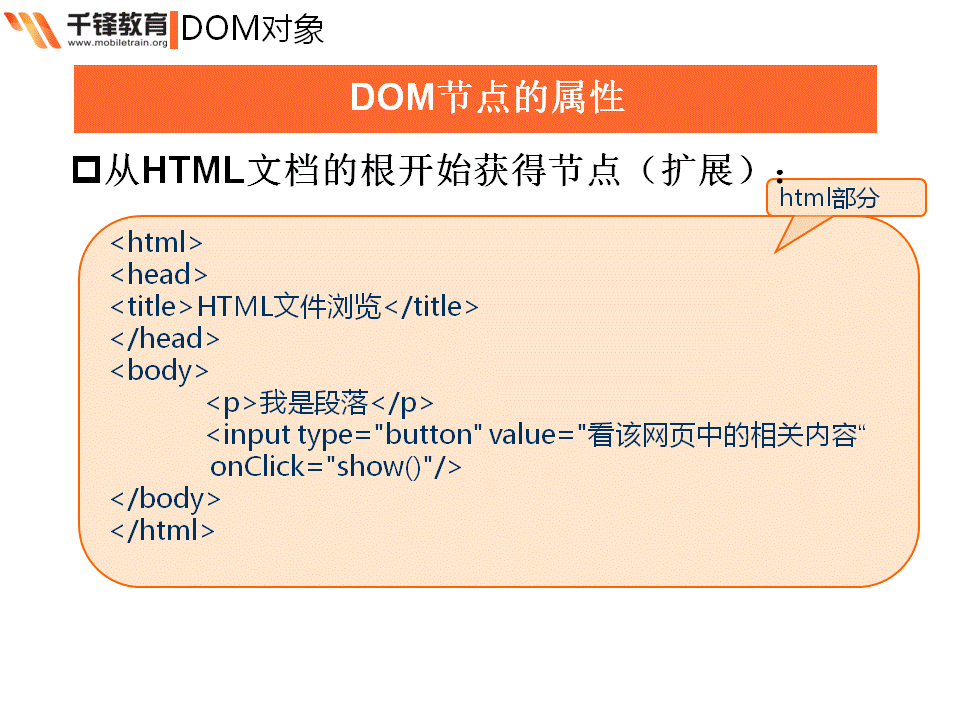 千锋教育
www.mobiletrain.org
DOM对象
DOM节点的属性
从HTML文档的根开始获得节点（扩展）：
html部分
<html>
<head>
<title>HTML文件浏览</title>
</head>
<body>
<p>我是段落</p>
<input type="button" value="看该网页中的相关内容“
onClick="show()"/>
</body>
</html>